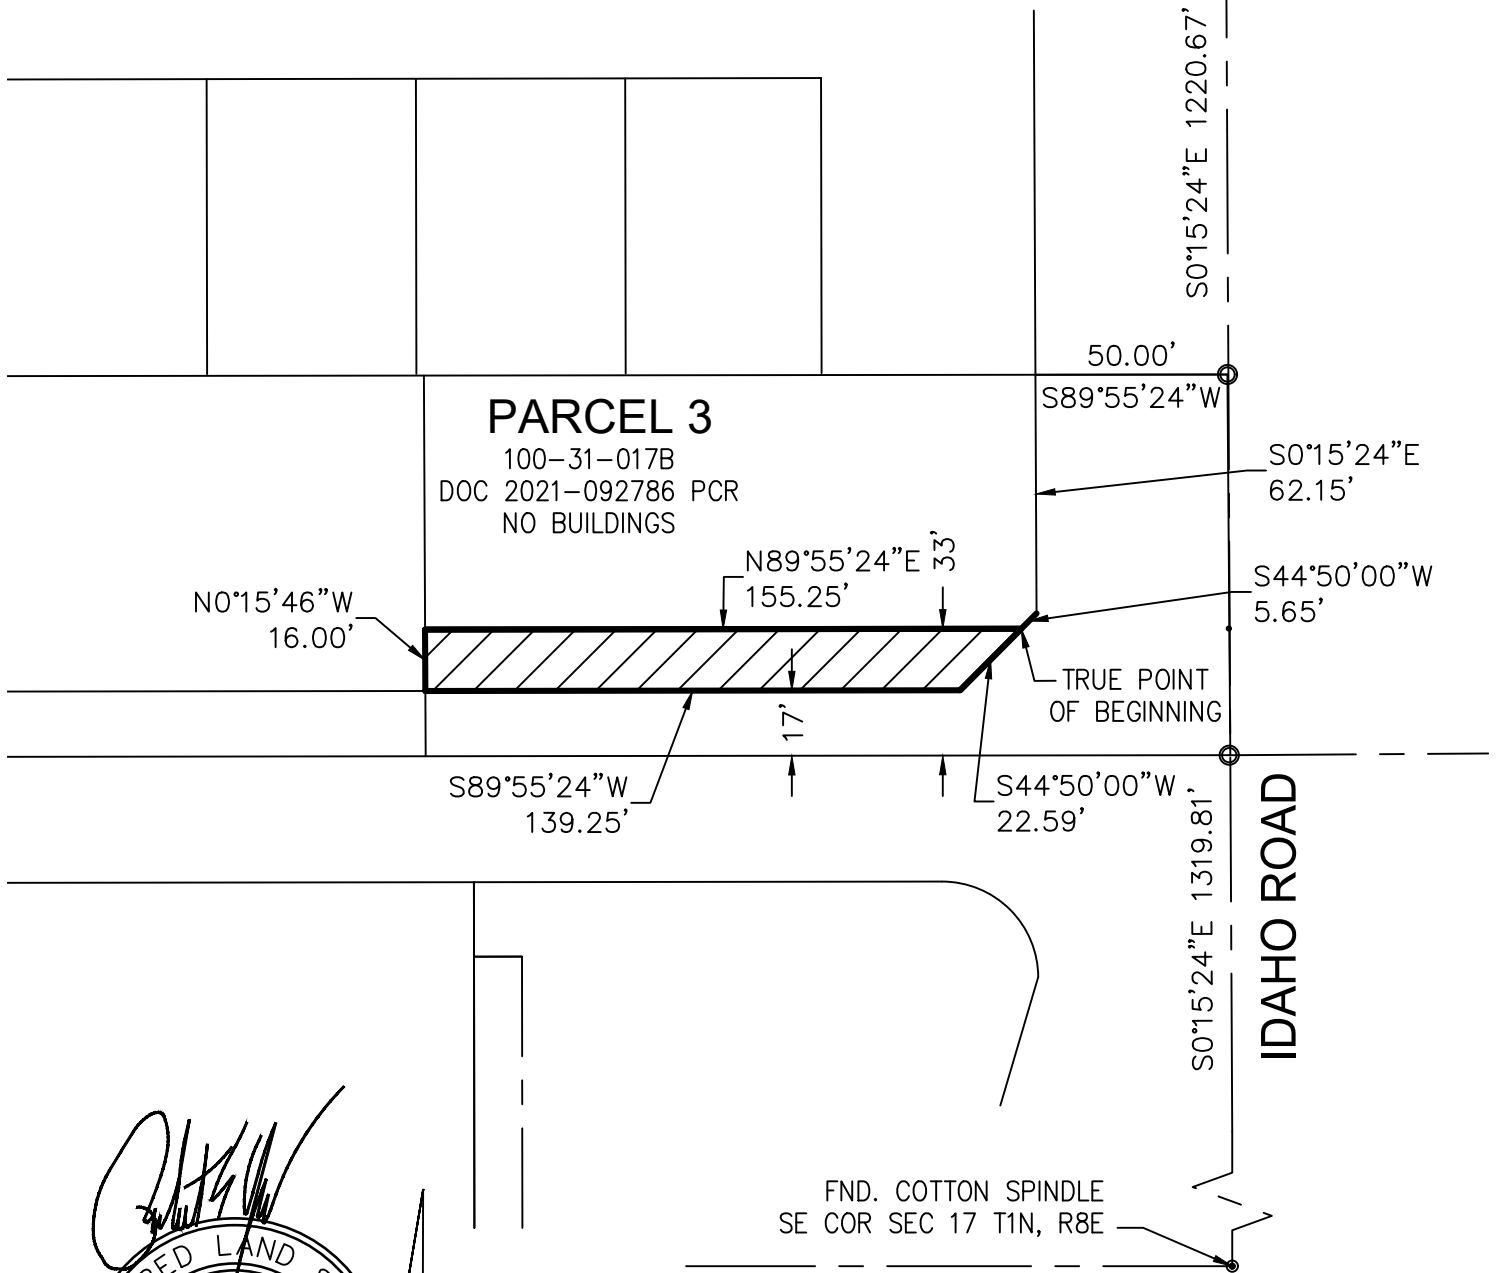 S0°15'24"E 1220.67'
50.00'
S89°55'24"W
PARCEL 3
100-31-017B
DOC 2021-092786 PCR
NO BUILDINGS
S0°15'24"E
62.15'
N89°55'24"E
155.25'
33'
S44°50'00"W
5.65'
N0°15'46"W
16.00'
TRUE POINT
OF BEGINNING
17'
S89°55'24"W
139.25'
S44°50'00"W
22.59'
S0°15'24"E 1319.81'
IDAHO ROAD
FND. COTTON SPINDLE
SE COR SEC 17 T1N, R8E
LAND